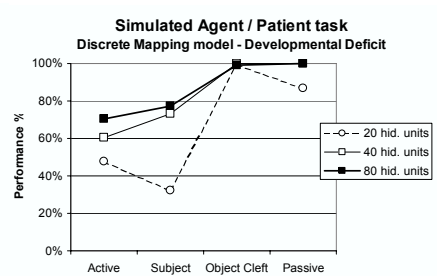 Simulated Agent / Patient task
Discrete Mapping model - Developmental Deficit
100%
80%
60%
40%
20%
0%
Performance %
Active Subject Object Cleft Passive
20 hid. units
40 hid. units
80 hid. units